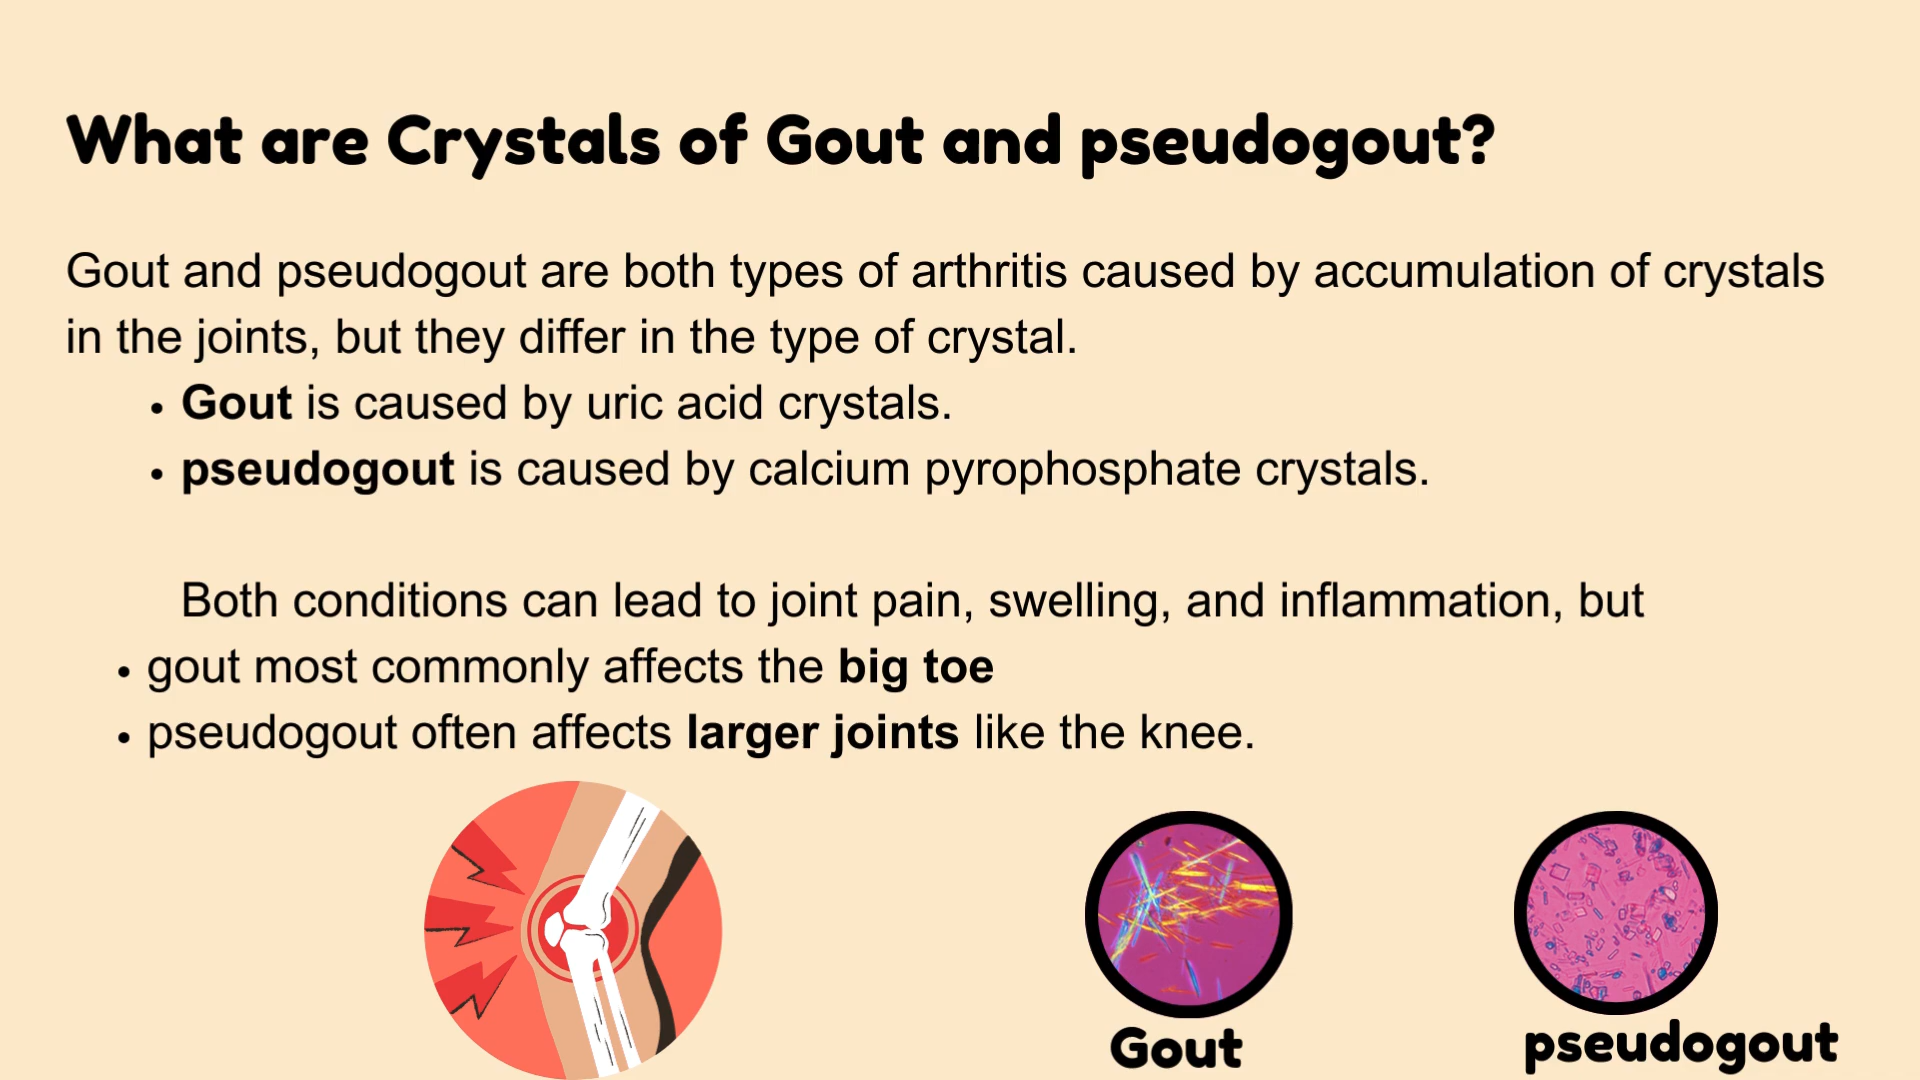 What are Crystals of Gout and pseudogout?
Gout and pseudogout are both types of arthritis caused by accumulation of crystals
in the joints, but they differ in the type of crystal.
• Gout is caused by uric acid crystals.
• pseudogout is caused by calcium pyrophosphate crystals.
Both conditions can lead to joint pain, swelling, and inflammation, but
• gout most commonly affects the big toe
• pseudogout often affects larger joints like the knee.
Gout
pseudogout